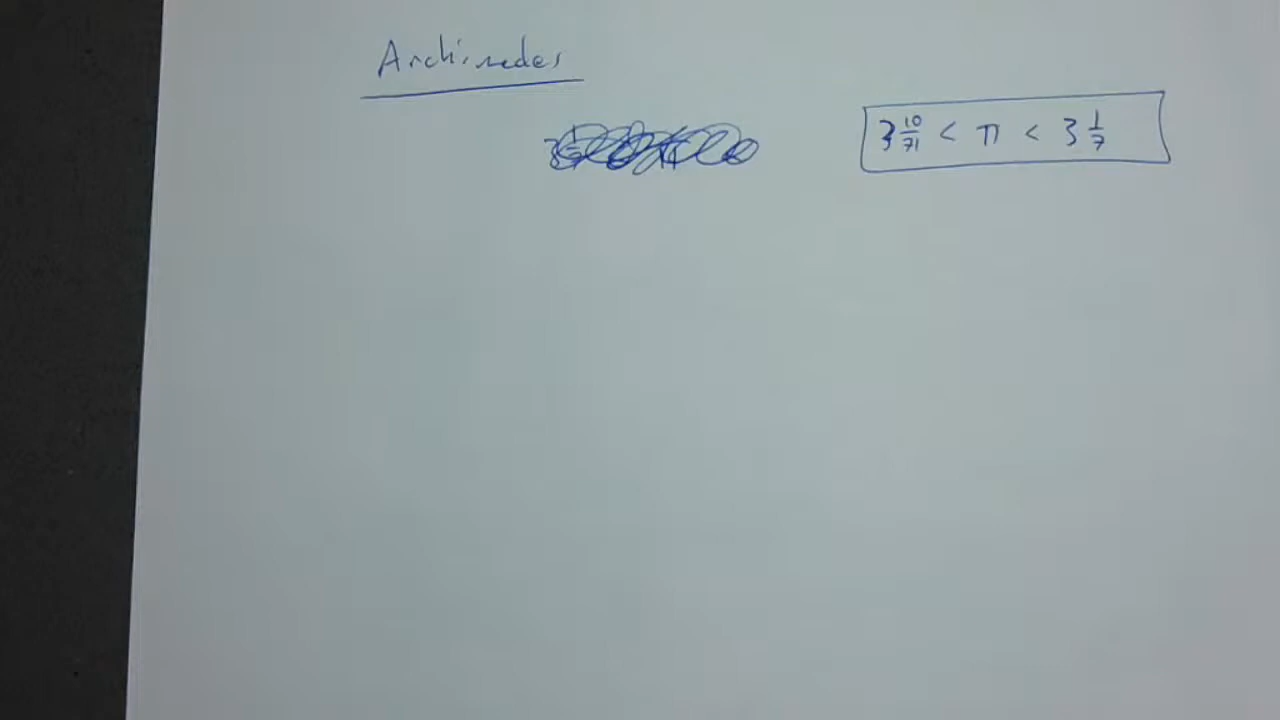 Archimedes
3 10/71 < π < 3 1/7